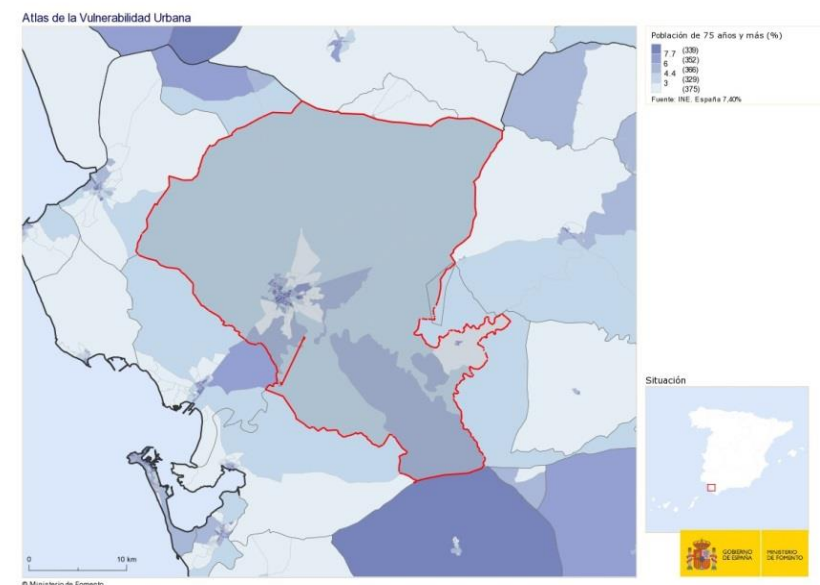 Atlas de la Vulnerabilidad Urbana
Población de 75 años y más (%)
7.7 (339)
6 (352)
4.4 (366)
3 (329)
(375)
Fuente: INE. España 7,40%
Situación
GOBIERNO DE ESPAÑA
MINISTERIO DE FOMENTO
0 10 km
© Ministerio de Fomento